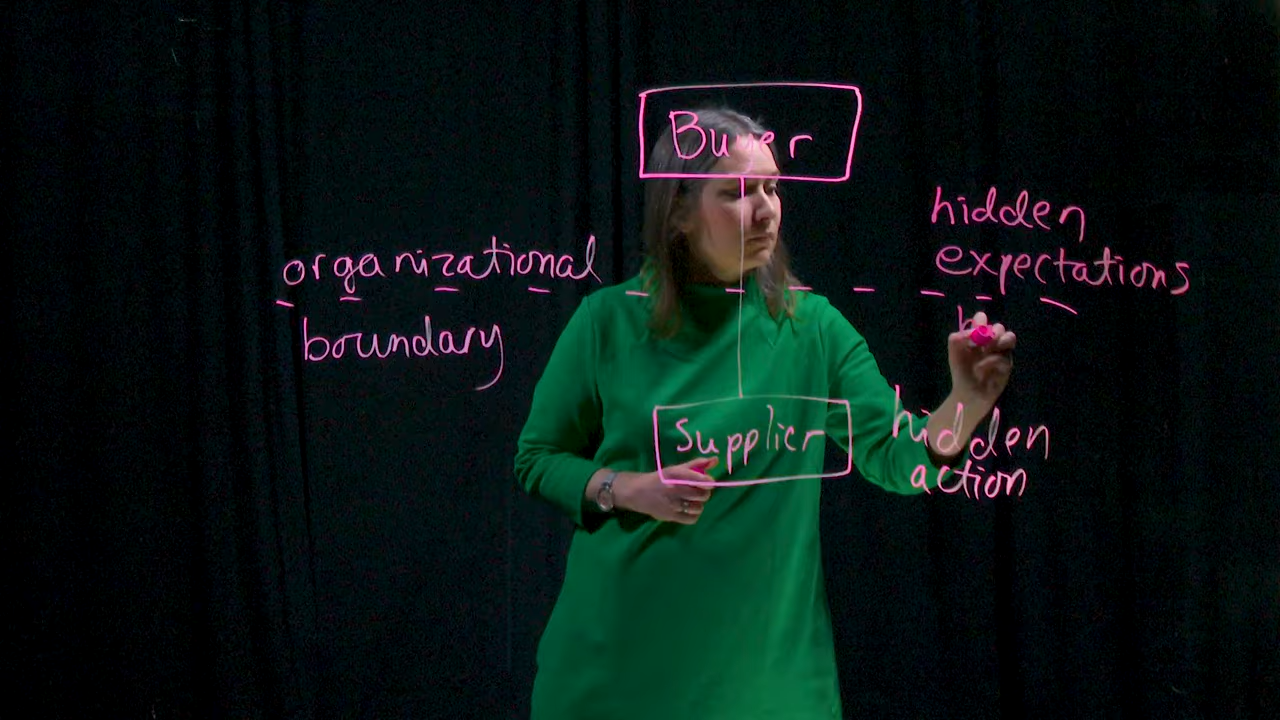 Buyer
hidden
expectations
organizational
boundary
h
Supplier
hidden
action